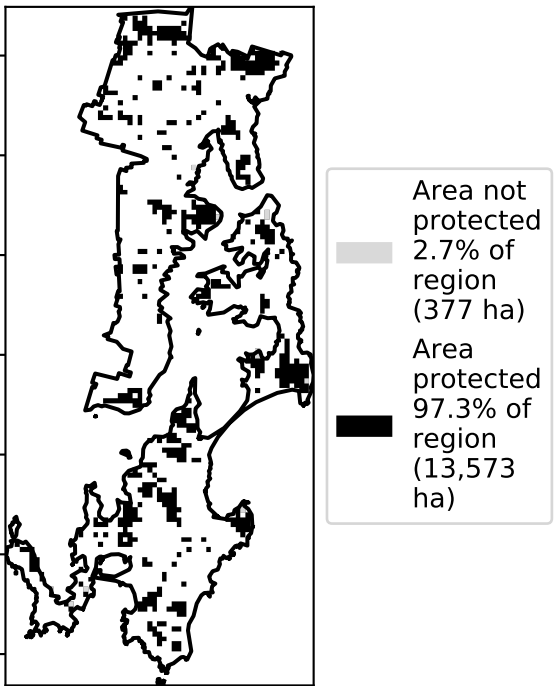 Area not
protected
2.7% of
region
(377 ha)
Area
protected
97.3% of
region
(13,573
ha)